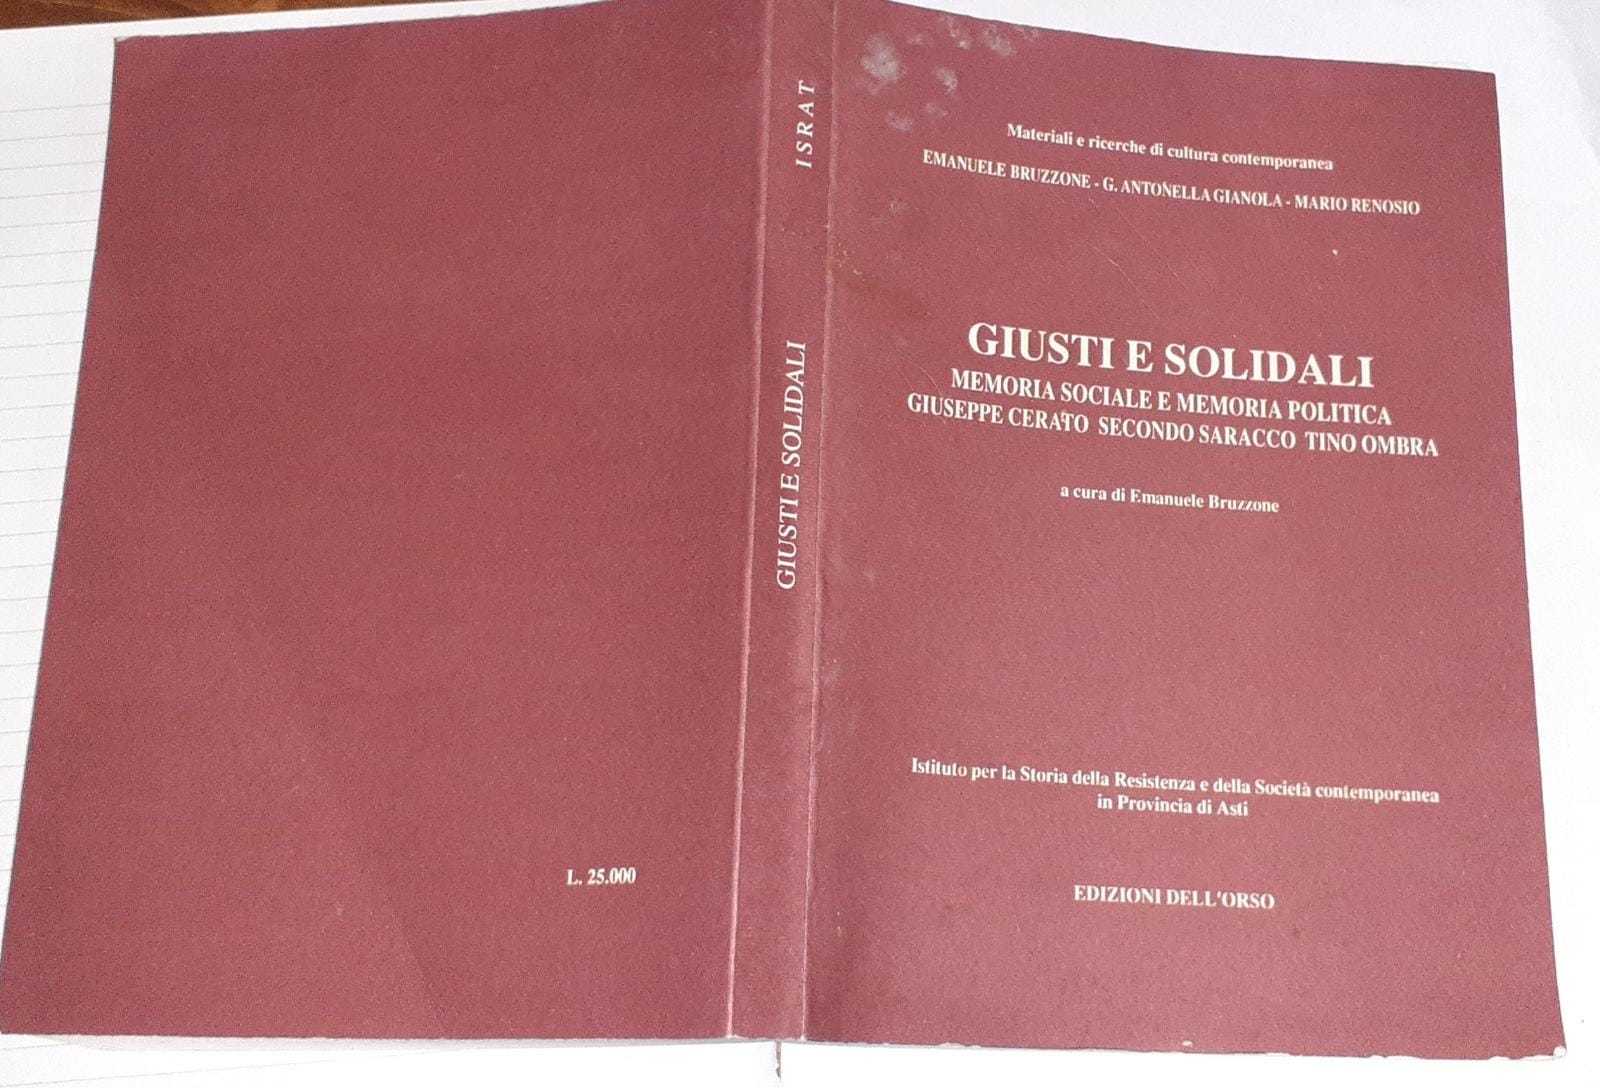 L. 25.000
ISRAT
GIUSTI E SOLIDALI
Materiali e ricerche di cultura contemporanea
EMANUELE BRUZZONE - G. ANTONELLA GIANOLA - MARIO RENOSIO
GIUSTI E SOLIDALI
MEMORIA SOCIALE E MEMORIA POLITICA
GIUSEPPE CERATO SECONDO SARACCO TINO OMBRA
a cura di Emanuele Bruzzone
Istituto per la Storia della Resistenza e della Società contemporanea
in Provincia di Asti
EDIZIONI DELL'ORSO